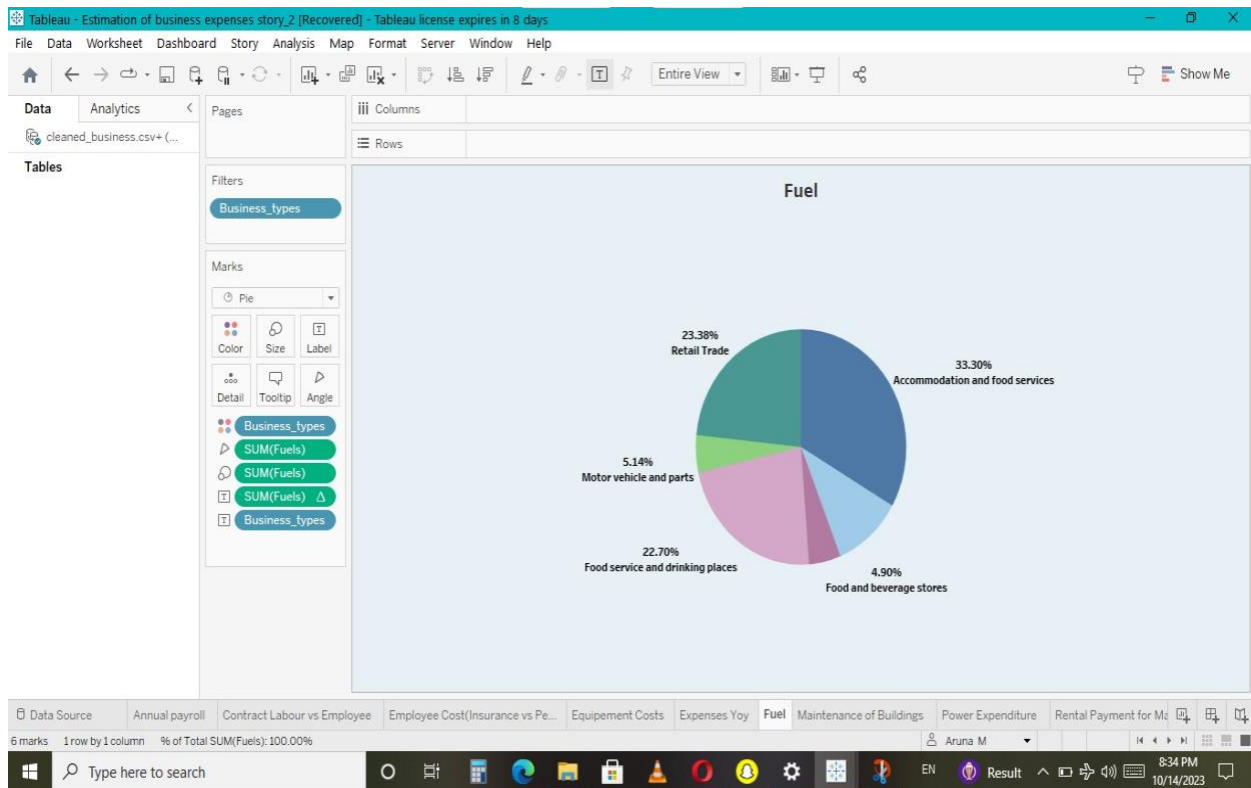 Tableau - Estimation of business expenses story_2 [Recovered] - Tableau license expires in 8 days
File Data Worksheet Dashboard Story Analysis Map Format Server Window Help
Entire View
Show Me
Data Analytics
cleaned_business.csv+ (...
Tables
Pages
Columns
Rows
Filters
Business_types
Marks
Pie
Color Size Label
Detail Tooltip Angle
Business_types
SUM(Fuels)
SUM(Fuels)
SUM(Fuels) Δ
Business_types
Fuel
23.38%
Retail Trade
33.30%
Accommodation and food services
5.14%
Motor vehicle and parts
22.70%
Food service and drinking places
4.90%
Food and beverage stores
Data Source Annual payroll Contract Labour vs Employee Employee Cost(Insurance vs Pe... Equipement Costs Expenses Yoy Fuel Maintenance of Buildings Power Expenditure Rental Payment for Ma
6 marks 1 row by 1 column % of Total SUM(Fuels): 100.00% Aruna M
Type here to search EN Result 8:34 PM
10/14/2023